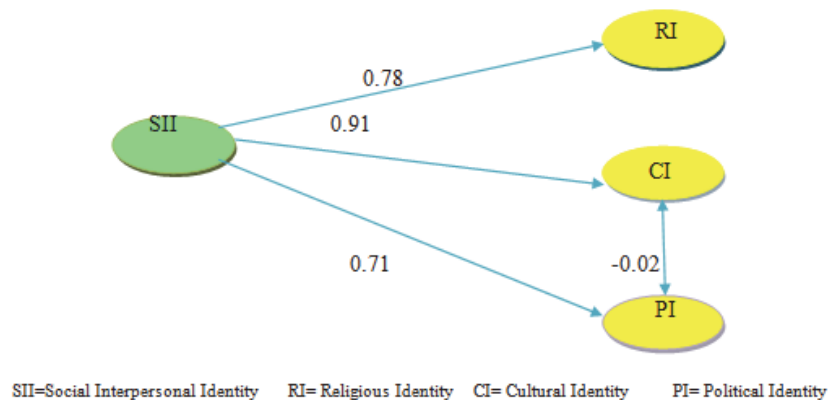 RI
0.78
SII
0.91
CI
0.71
-0.02
PI
SII=Social Interpersonal Identity RI= Religious Identity CI= Cultural Identity PI= Political Identity